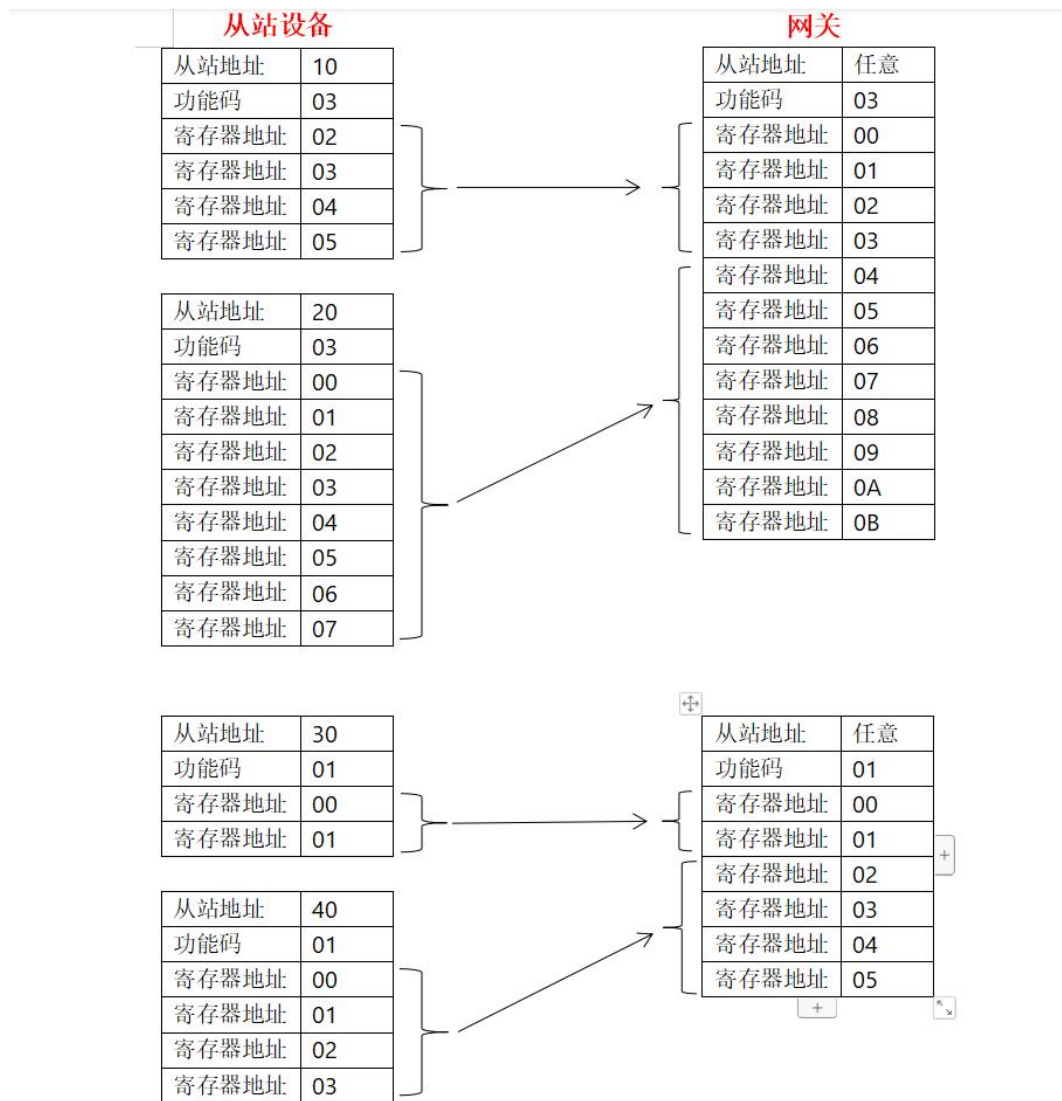 从站设备
从站地址 10
功能码 03
寄存器地址 02
寄存器地址 03
寄存器地址 04
寄存器地址 05
从站地址 20
功能码 03
寄存器地址 00
寄存器地址 01
寄存器地址 02
寄存器地址 03
寄存器地址 04
寄存器地址 05
寄存器地址 06
寄存器地址 07
从站地址 30
功能码 01
寄存器地址 00
寄存器地址 01
从站地址 40
功能码 01
寄存器地址 00
寄存器地址 01
寄存器地址 02
寄存器地址 03
网关
从站地址 任意
功能码 03
寄存器地址 00
寄存器地址 01
寄存器地址 02
寄存器地址 03
寄存器地址 04
寄存器地址 05
寄存器地址 06
寄存器地址 07
寄存器地址 08
寄存器地址 09
寄存器地址 0A
寄存器地址 0B
从站地址 任意
功能码 01
寄存器地址 00
寄存器地址 01
寄存器地址 02
寄存器地址 03
寄存器地址 04
寄存器地址 05